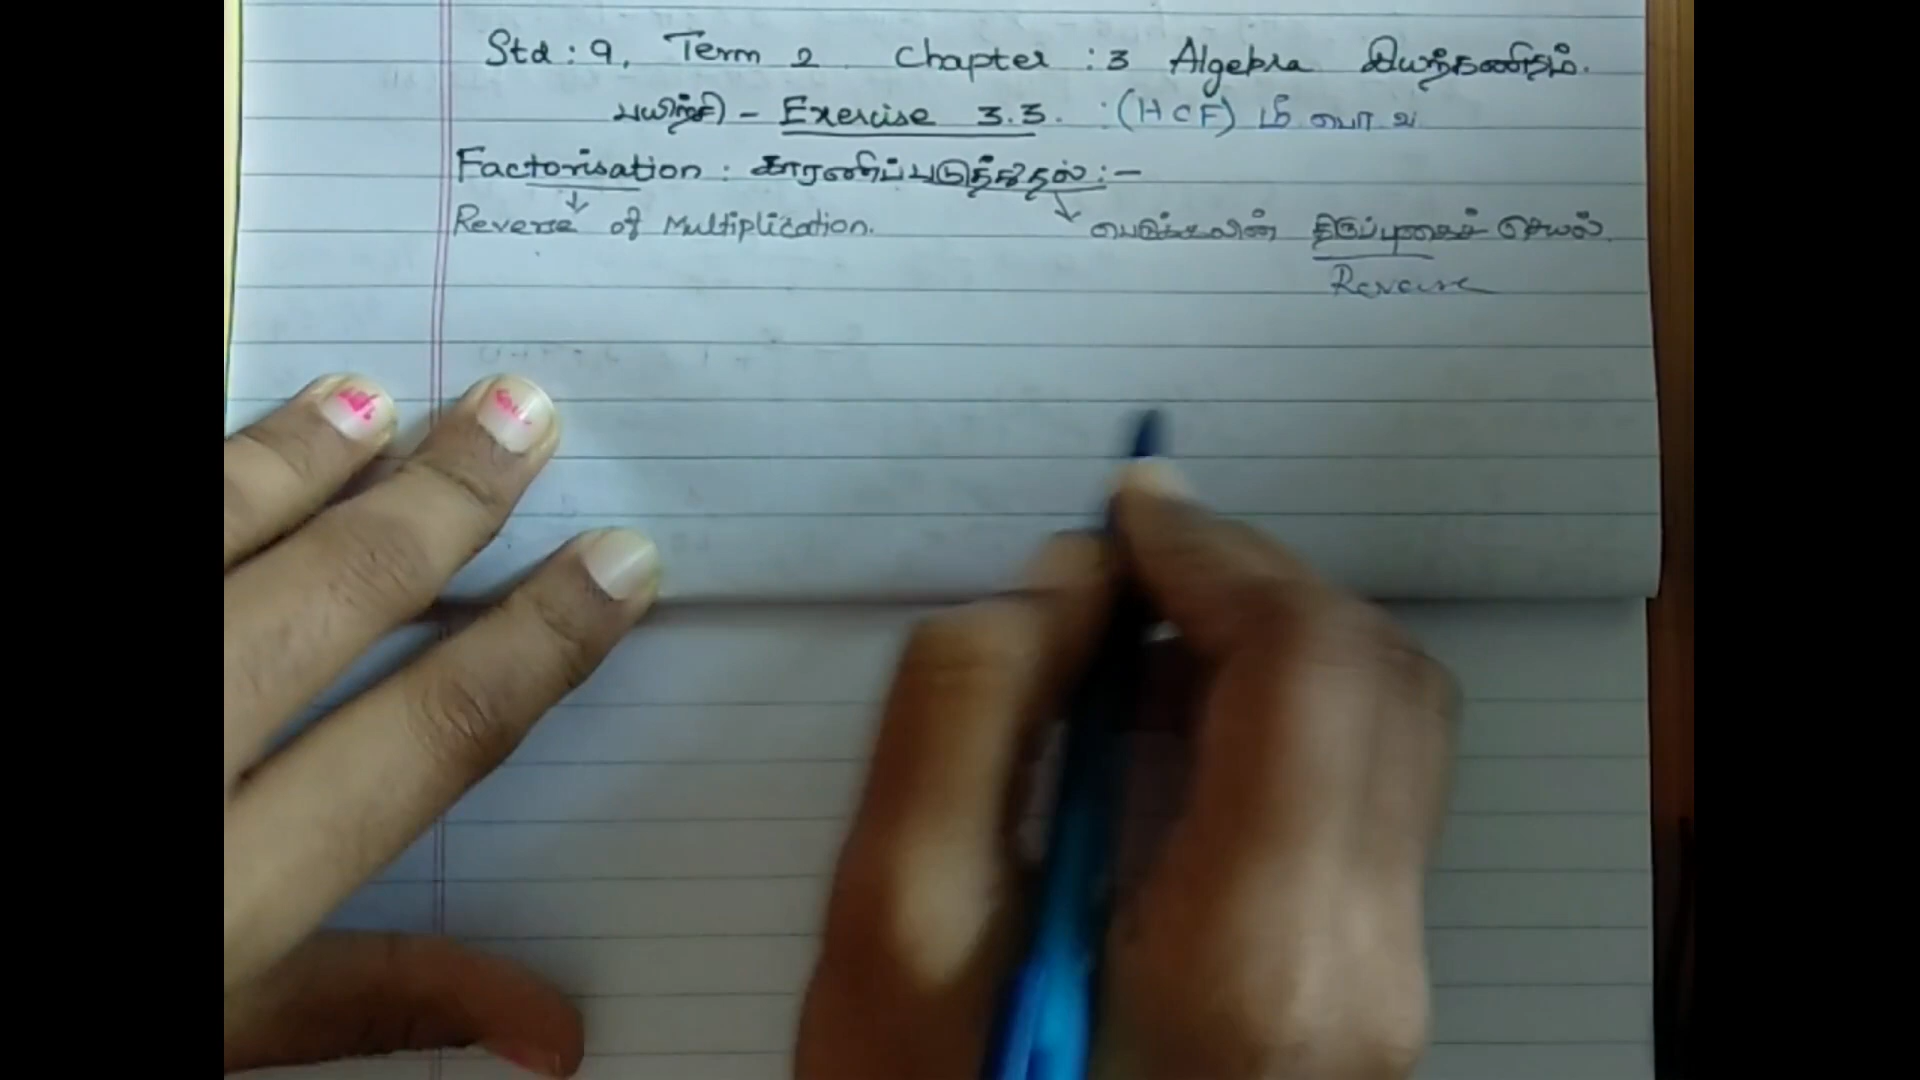 Std : 9, Term 2 Chapter : 3 Algebra இயற்கணிதம்.
பயிற்சி - Exercise 3.3. : (HCF) மீ பொ வ
Factorisation : காரணிப்படுத்துதல் :-
Reverse of Multiplication. பெருக்கலின் திருப்புகைச் செயல்.
Reverse